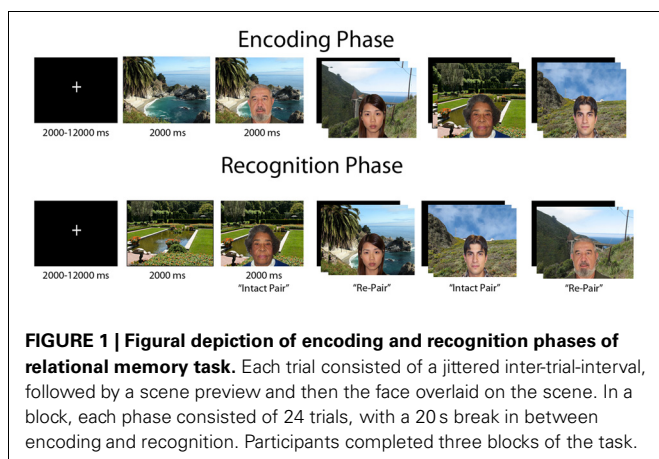 Encoding Phase
2000-12000 ms 2000 ms 2000 ms
Recognition Phase
2000-12000 ms 2000 ms 2000 ms
"Intact Pair" "Re-Pair" "Intact Pair" "Re-Pair"
FIGURE 1 | Figural depiction of encoding and recognition phases of
relational memory task. Each trial consisted of a jittered inter-trial-interval,
followed by a scene preview and then the face overlaid on the scene. In a
block, each phase consisted of 24 trials, with a 20 s break in between
encoding and recognition. Participants completed three blocks of the task.